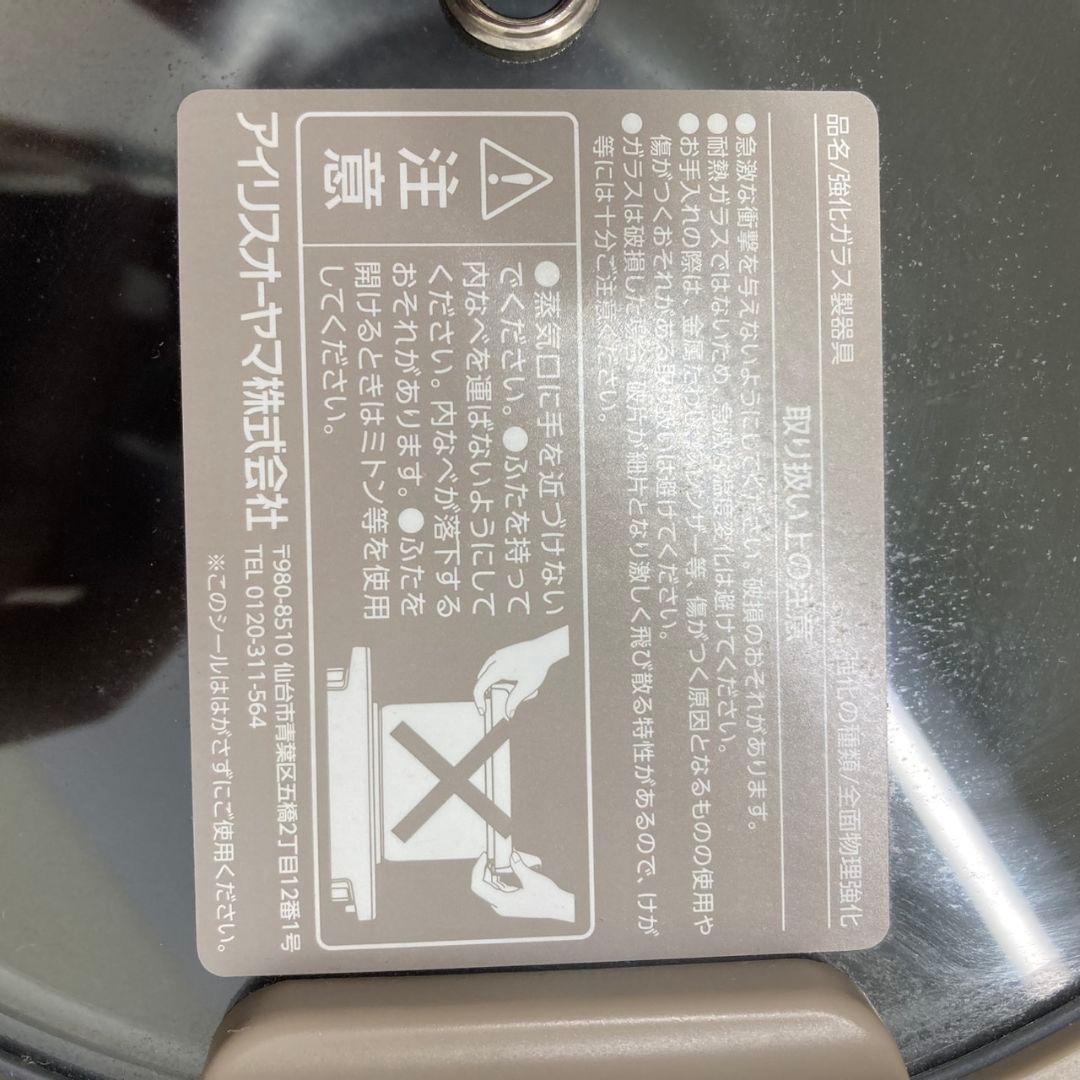 品名/強化ガラス製器具
強化の種類/全面物理強化
取り扱い上の注意
●急激な衝撃を与えないようにしてください。破損のおそれがあります。
●耐熱ガラスではないため、急激な温度変化は避けてください。
●お手入れの際は、金属たわし、クレンザー等、傷がつく原因となるものの使用や
傷がつくおそれがある取り扱いは避けてください。
●ガラスは破損した場合、破片が細片となり激しく飛び散る特性があるので、けが
等には十分ご注意ください。
注意
●蒸気口に手を近づけない
でください。●ふたを持って
内なべを運ばないようにして
ください。内なべが落下する
おそれがあります。●ふたを
開けるときはミトン等を使用
してください。
アイリスオーヤマ株式会社
〒980-8510 仙台市青葉区五橋2丁目12番1号
TEL 0120-311-564
※このシールははがさずにご使用ください。